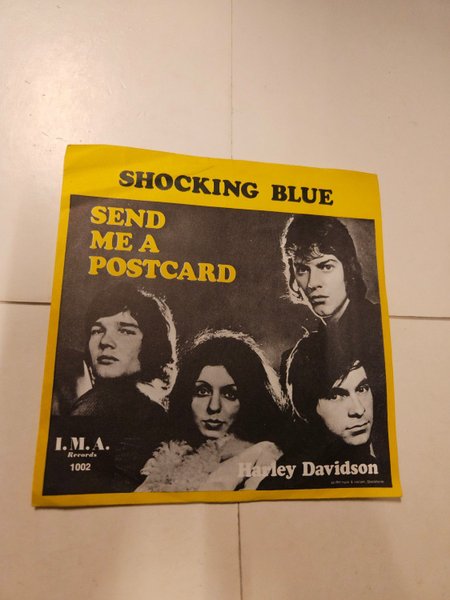 SHOCKING BLUE
SEND
ME A
POSTCARD
I.M.A.
Records
1002
Harley Davidson